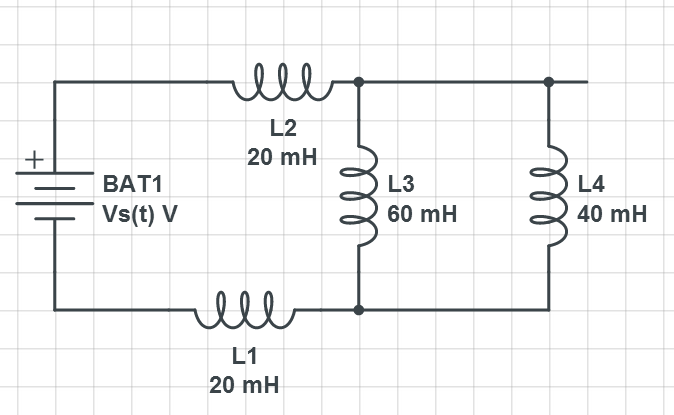 L2
20 mH
+
BAT1
Vs(t) V
L3
60 mH
L4
40 mH
L1
20 mH